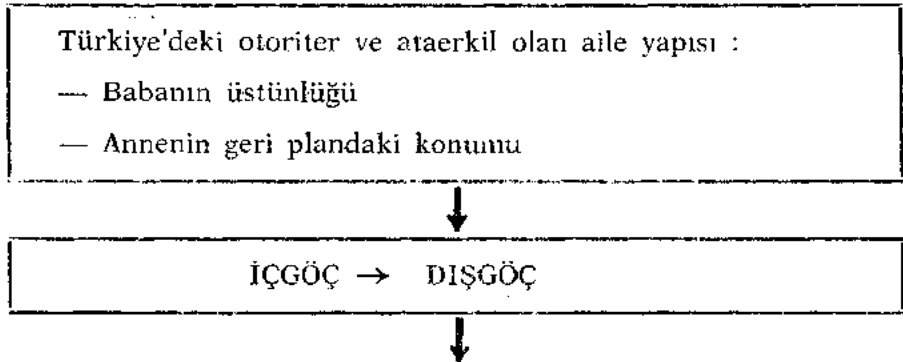 Türkiye'deki otoriter ve ataerkil olan aile yapısı :
— Babanın üstünlüğü
— Annenin geri plandaki konumu
İÇGÖÇ → DIŞGÖÇ